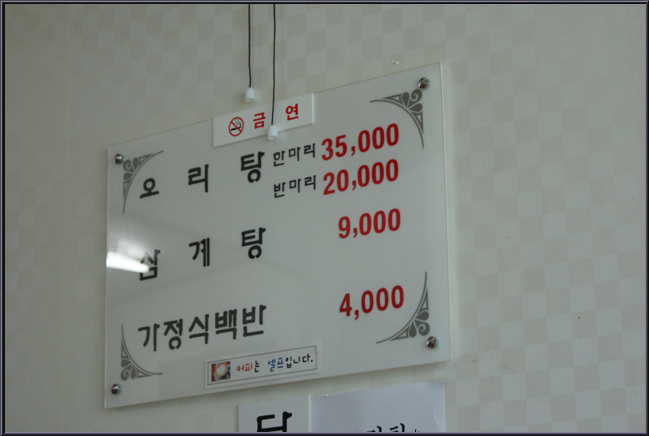 금연
오리탕 한마리 35,000
반마리 20,000
삼계탕 9,000
가정식백반 4,000
커피는 셀프입니다.